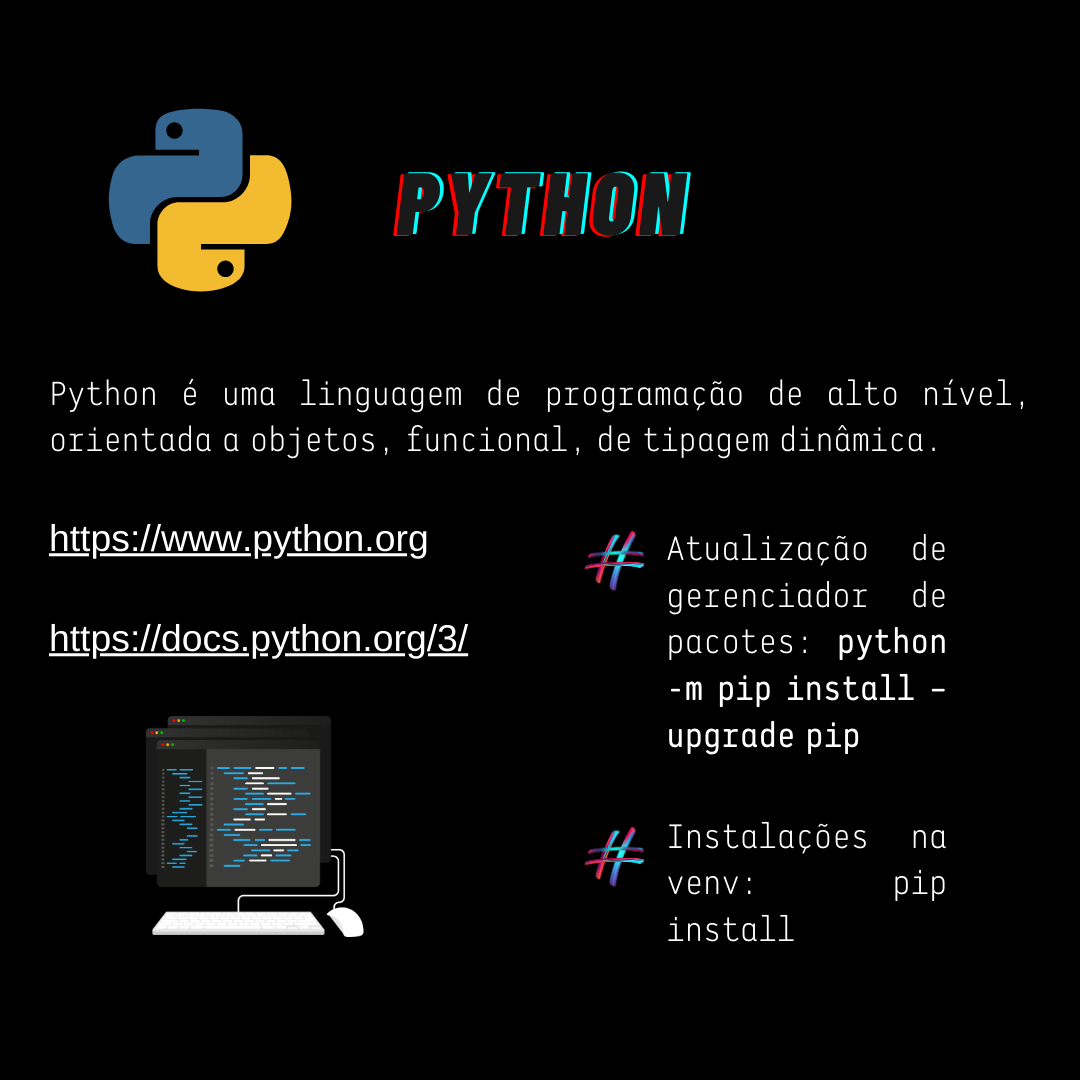 PYTHON
Python é uma linguagem de programação de alto nível,
orientada a objetos, funcional, de tipagem dinâmica.
https://www.python.org
https://docs.python.org/3/
Atualização de
gerenciador de
pacotes: python
-m pip install –
upgrade pip
Instalações na
venv: pip
install